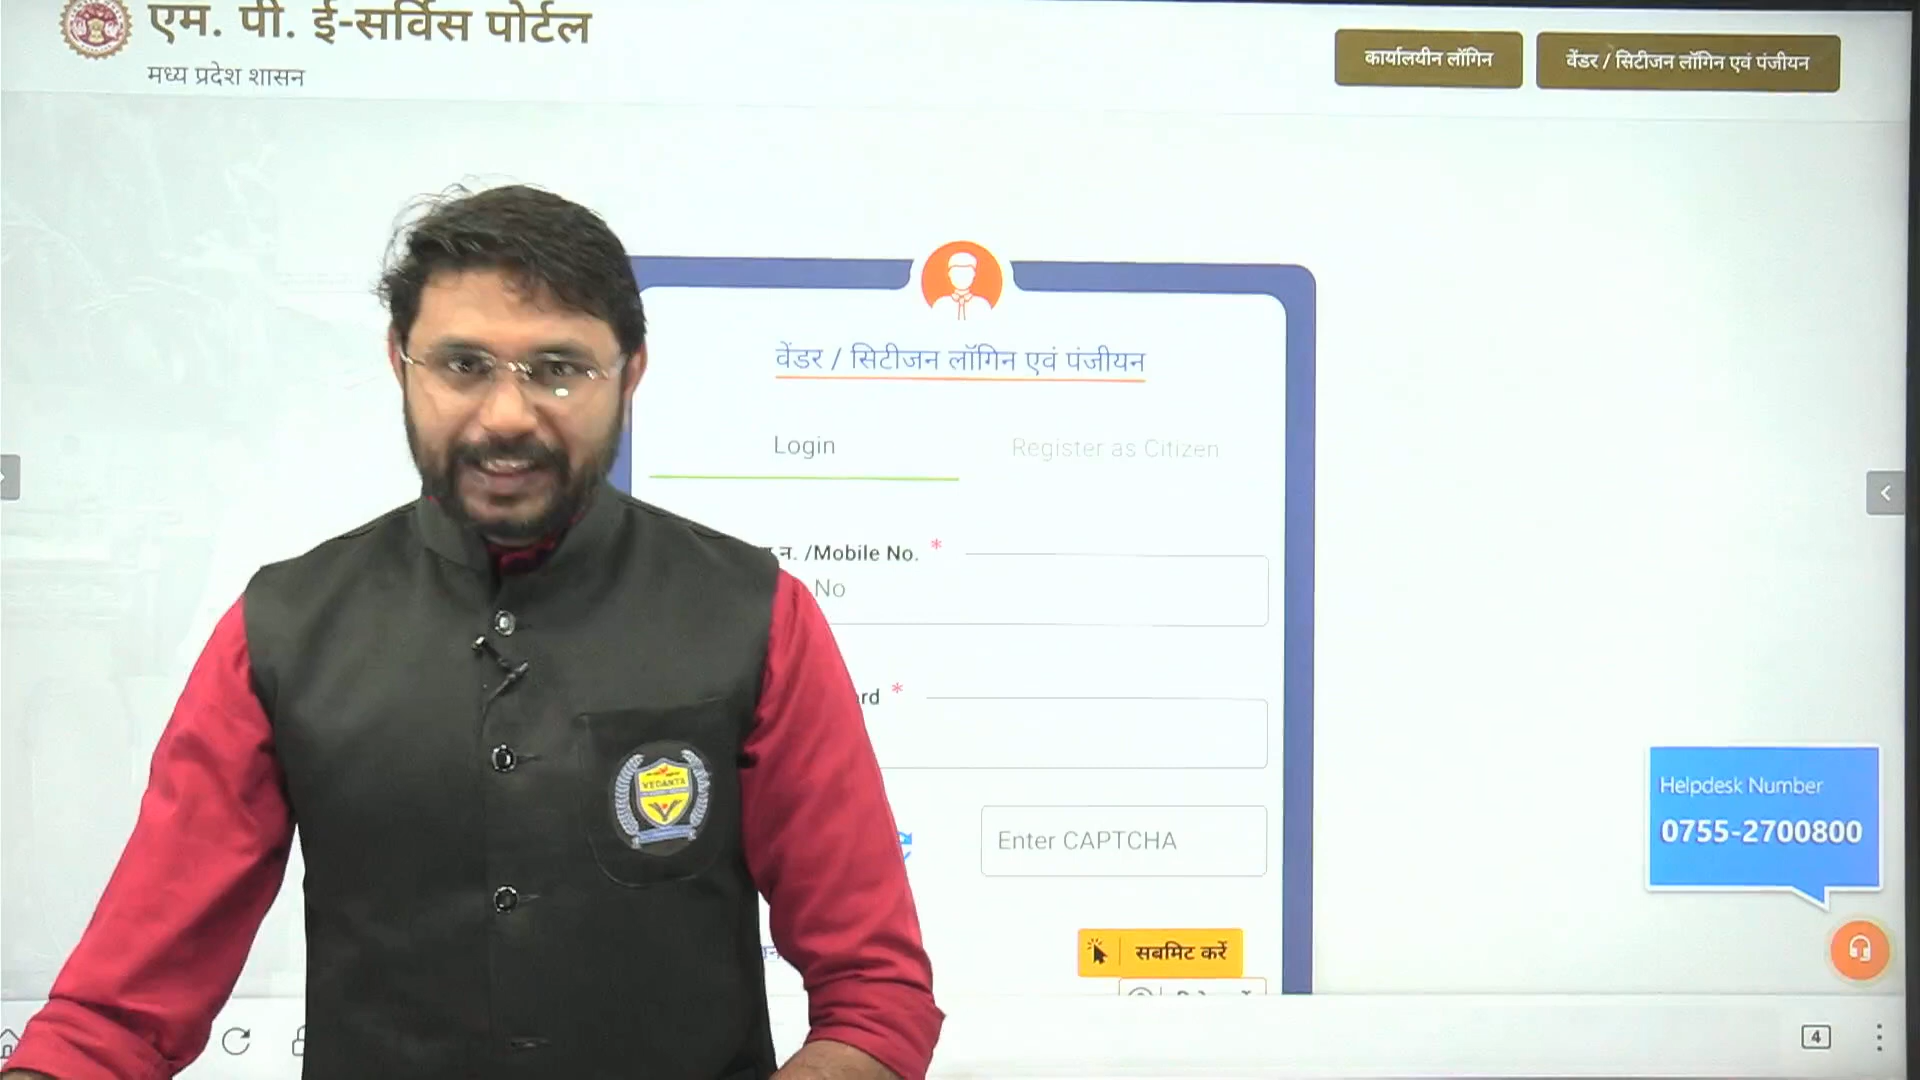 एम. पी. ई-सर्विस पोर्टल
मध्य प्रदेश शासन
कार्यालयीन लॉगिन
वेंडर / सिटीजन लॉगिन एवं पंजीयन
वेंडर / सिटीजन लॉगिन एवं पंजीयन
Login
Register as Citizen
न. /Mobile No. *
No
rd *
Enter CAPTCHA
VEDANTA
Helpdesk Number
0755-2700800
सबमिट करें
4